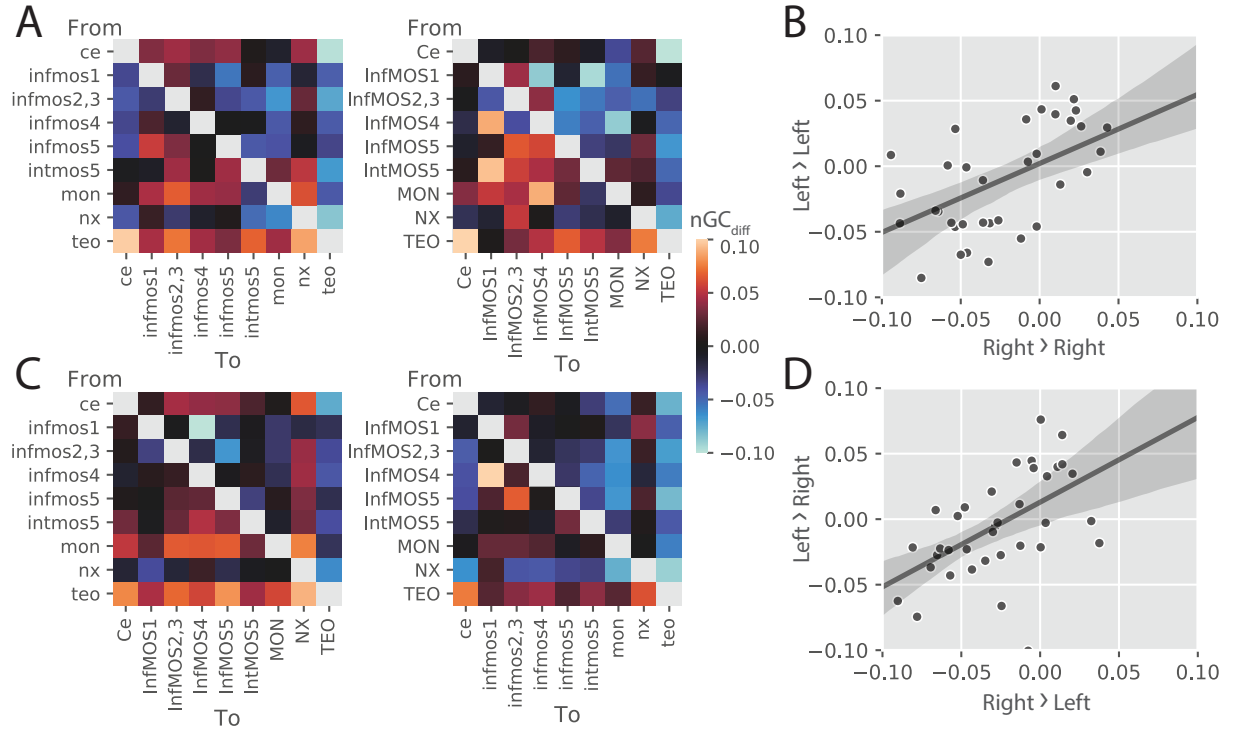 A
From
ce
infmos1
infmos2,3
infmos4
infmos5
intmos5
mon
nx
teo
ce
infmos1
infmos2,3
infmos4
infmos5
intmos5
mon
nx
teo
To
From
Ce
InfMOS1
InfMOS2,3
InfMOS4
InfMOS5
IntMOS5
MON
NX
TEO
Ce
InfMOS1
InfMOS2,3
InfMOS4
InfMOS5
IntMOS5
MON
NX
TEO
To
nGCdiff
0.10
0.05
0.00
−0.05
−0.10
B
0.10
0.05
0.00
−0.05
−0.10
Left › Left
−0.10 −0.05 0.00 0.05 0.10
Right › Right
C
From
ce
infmos1
infmos2,3
infmos4
infmos5
intmos5
mon
nx
teo
Ce
InfMOS1
InfMOS2,3
InfMOS4
InfMOS5
IntMOS5
MON
NX
TEO
To
From
Ce
InfMOS1
InfMOS2,3
InfMOS4
InfMOS5
IntMOS5
MON
NX
TEO
ce
infmos1
infmos2,3
infmos4
infmos5
intmos5
mon
nx
teo
To
D
0.10
0.05
0.00
−0.05
−0.10
Left › Right
−0.10 −0.05 0.00 0.05 0.10
Right › Left